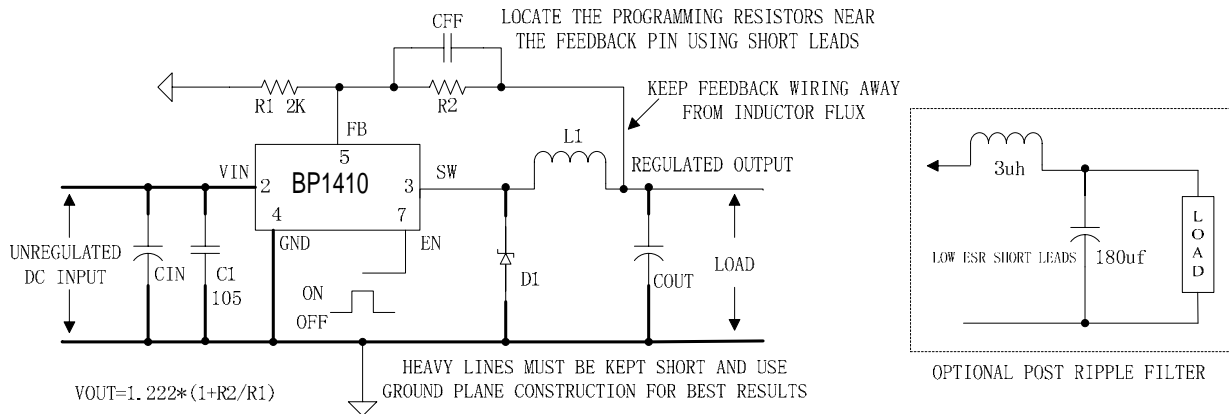 CFF
LOCATE THE PROGRAMMING RESISTORS NEAR
THE FEEDBACK PIN USING SHORT LEADS
R1 2K
R2
KEEP FEEDBACK WIRING AWAY
FROM INDUCTOR FLUX
FB
5
L1
VIN
2
BP1410
3
SW
REGULATED OUTPUT
4
7
GND
EN
UNREGULATED
DC INPUT
CIN
C1
105
ON
OFF
D1
COUT
LOAD
VOUT=1.222*(1+R2/R1)
HEAVY LINES MUST BE KEPT SHORT AND USE
GROUND PLANE CONSTRUCTION FOR BEST RESULTS
3uh
LOW ESR SHORT LEADS
180uf
LOAD
OPTIONAL POST RIPPLE FILTER